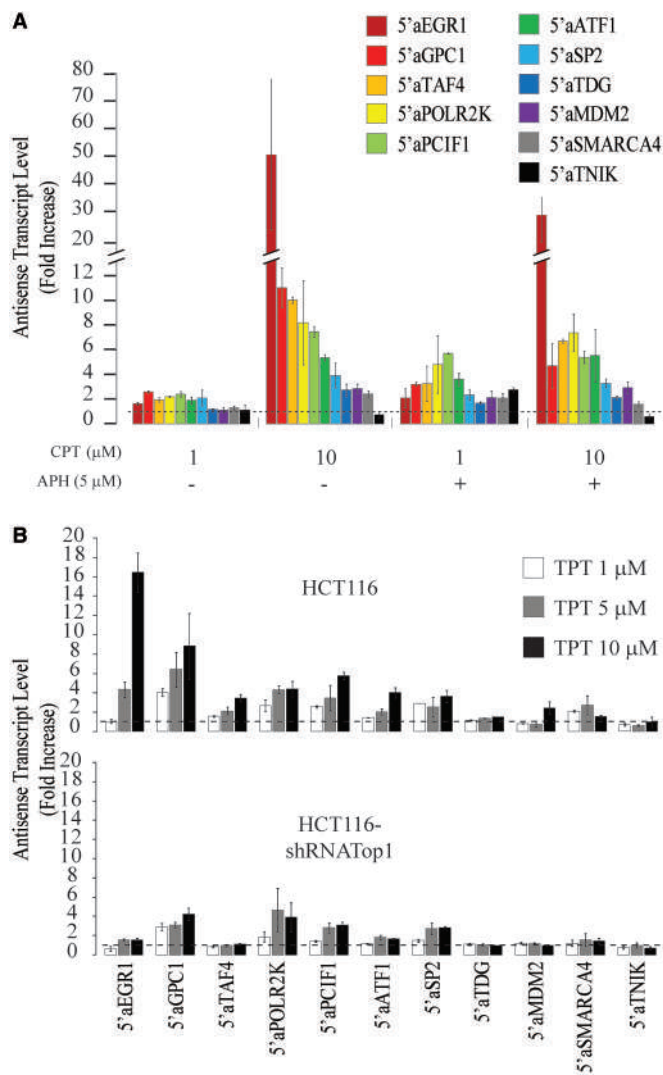 A
5'aEGR1
5'aGPC1
5'aTAF4
5'aPOLR2K
5'aPCIF1
5'aATF1
5'aSP2
5'aTDG
5'aMDM2
5'aSMARCA4
5'aTNIK
Antisense Transcript Level
(Fold Increase)
80
70
60
50
40
30
20
12
10
8
6
4
2
0
CPT (µM) 1 10 1 10
APH (5 µM) - - + +
B
HCT116
TPT 1 µM
TPT 5 µM
TPT 10 µM
Antisense Transcript Level
(Fold Increase)
20
18
16
14
12
10
8
6
4
2
0
HCT116-
shRNATop1
20
18
16
14
12
10
8
6
4
2
0
5'aEGR1
5'aGPC1
5'aTAF4
5'aPOLR2K
5'aPCIF1
5'aATF1
5'aSP2
5'aTDG
5'aMDM2
5'aSMARCA4
5'aTNIK